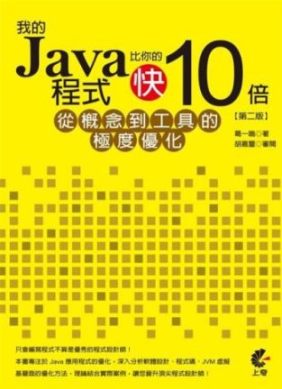 我的
Java 比你的
程式 快 10 倍
【第二版】
從概念到工具的
極度優化
葛一鳴◎著
胡嘉璽◎審閱
只會編寫程式不算是優秀的程式設計師！
本書專注於 Java 應用程式的優化，深入分析軟體設計、程式碼、JVM 虛擬
基礎面的優化方法，理論結合實際案例，讓您晉升頂尖程式設計師！
上奇